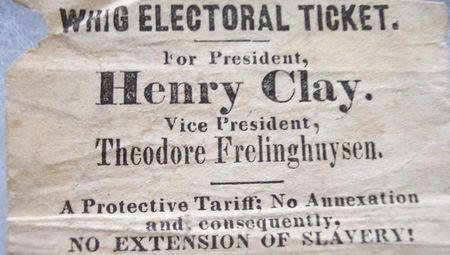 WHIG ELECTORAL TICKET.
For President,
Henry Clay.
Vice President,
Theodore Frelinghuysen.
A Protective Tariff; No Annexation
and, consequently,
NO EXTENSION OF SLAVERY!